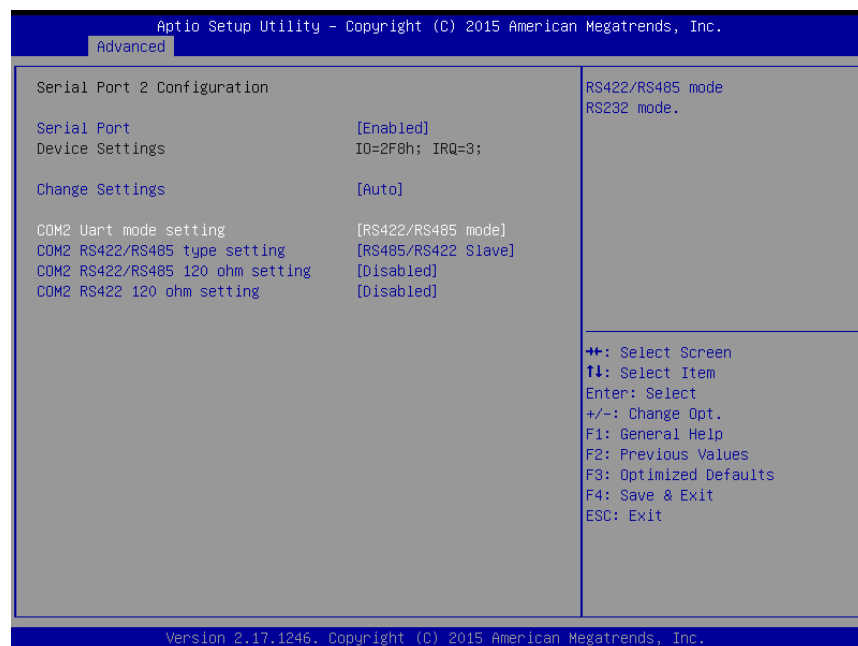 Aptio Setup Utility – Copyright (C) 2015 American Megatrends, Inc.
Advanced
Serial Port 2 Configuration
Serial Port [Enabled]
Device Settings IO=2F8h; IRQ=3;
Change Settings [Auto]
COM2 Uart mode setting [RS422/RS485 mode]
COM2 RS422/RS485 type setting [RS485/RS422 Slave]
COM2 RS422/RS485 120 ohm setting [Disabled]
COM2 RS422 120 ohm setting [Disabled]
RS422/RS485 mode
RS232 mode.
→←: Select Screen
↑↓: Select Item
Enter: Select
+/-: Change Opt.
F1: General Help
F2: Previous Values
F3: Optimized Defaults
F4: Save & Exit
ESC: Exit
Version 2.17.1246. Copyright (C) 2015 American Megatrends, Inc.